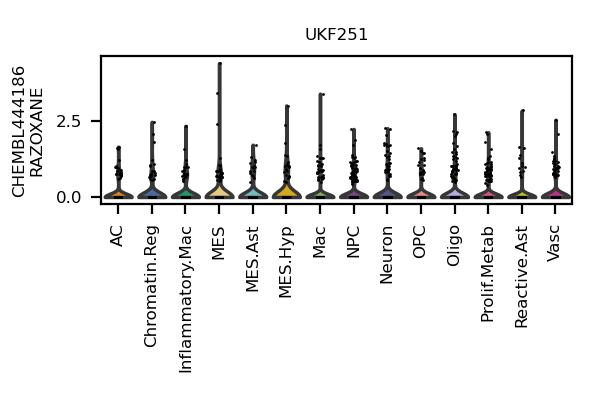 UKF251
CHEMBL444186
RAZOXANE
2.5
0.0
AC
Chromatin.Reg
Inflammatory.Mac
MES
MES.Ast
MES.Hyp
Mac
NPC
Neuron
OPC
Oligo
Prolif.Metab
Reactive.Ast
Vasc